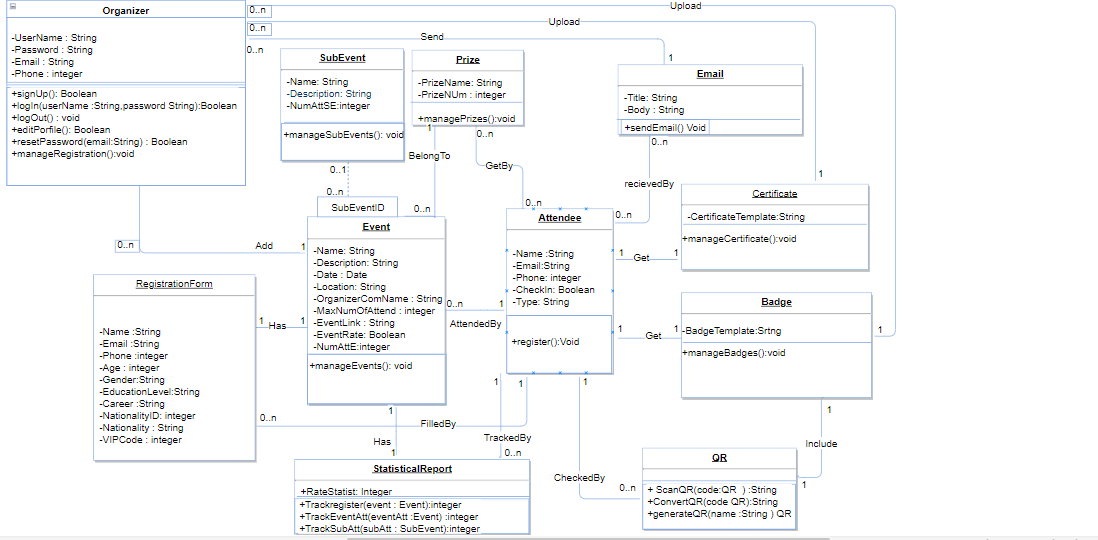 Organizer
-UserName : String
-Password : String
-Email : String
-Phone : integer
+signUp(): Boolean
+logIn(userName :String,password String):Boolean
+logOut() : void
+editPorfile(): Boolean
+resetPassword(email:String) : Boolean
+manageRegistration():void
0..n
0..n
0..n
Upload
Upload
Send
1
SubEvent
-Name: String
-Description: String
-NumAttSE:integer
+manageSubEvents(): void
0..1
0..n
SubEventID
Prize
-PrizeName: String
-PrizeNUm : integer
+managePrizes():void
1
0..n
BelongTo
GetBy
0..n
0..n
Email
-Title: String
-Body : String
+sendEmail() Void
0..n
recievedBy
0..n
1
Certificate
-CertificateTemplate:String
+manageCertificate():void
0..n
Add
1
Event
-Name: String
-Description: String
-Date : Date
-Location: String
-OrganizerComName : String
-MaxNumOfAttend : integer
-EventLink : String
-EventRate: Boolean
-NumAttE:integer
+manageEvents(): void
Attendee
-Name :String
-Email:String
-Phone: integer
-CheckIn: Boolean
-Type: String
+register():Void
1
Get
1
0..n
1
AttendedBy
Badge
-BadgeTemplate:Srtng
+manageBadges():void
1
Get
1
1
RegistrationForm
-Name :String
-Email :String
-Phone :integer
-Age : integer
-Gender:String
-EducationLevel:String
-Career :String
-NationalityID: integer
-Nationality : String
-VIPCode : integer
1
Has
1
0..n
FilledBy
1
1
1
1
Has
1
TrackedBy
0..n
1
Include
1
CheckedBy
0..n
StatisticalReport
+RateStatist: Integer
+Trackregister(event : Event):integer
+TrackEventAtt(eventAtt :Event) :integer
+TrackSubAtt(subAtt : SubEvent):integer
QR
+ ScanQR(code:QR ) :String
+ConvertQR(code QR):String
+generateQR(name :String ) QR